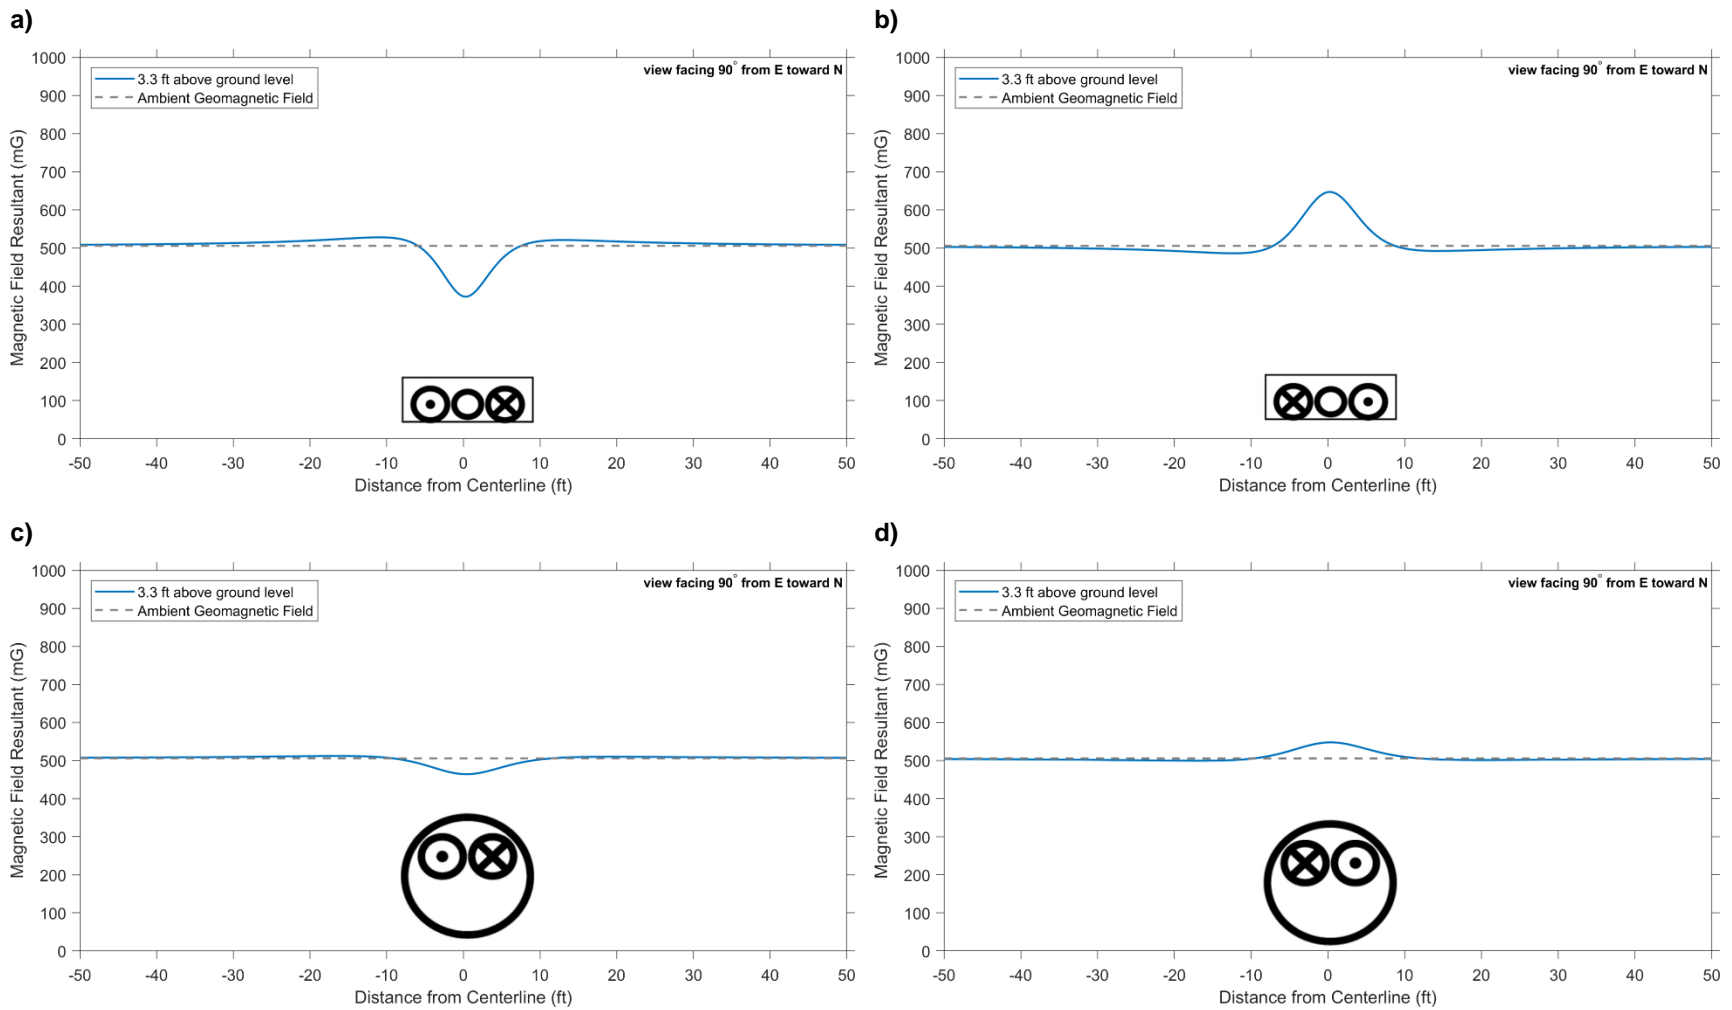 a)
view facing 90° from E toward N
3.3 ft above ground level
Ambient Geomagnetic Field
Magnetic Field Resultant (mG)
1000
900
800
700
600
500
400
300
200
100
0
-50 -40 -30 -20 -10 0 10 20 30 40 50
Distance from Centerline (ft)
b)
view facing 90° from E toward N
3.3 ft above ground level
Ambient Geomagnetic Field
Magnetic Field Resultant (mG)
1000
900
800
700
600
500
400
300
200
100
0
-50 -40 -30 -20 -10 0 10 20 30 40 50
Distance from Centerline (ft)
c)
view facing 90° from E toward N
3.3 ft above ground level
Ambient Geomagnetic Field
Magnetic Field Resultant (mG)
1000
900
800
700
600
500
400
300
200
100
0
-50 -40 -30 -20 -10 0 10 20 30 40 50
Distance from Centerline (ft)
d)
view facing 90° from E toward N
3.3 ft above ground level
Ambient Geomagnetic Field
Magnetic Field Resultant (mG)
1000
900
800
700
600
500
400
300
200
100
0
-50 -40 -30 -20 -10 0 10 20 30 40 50
Distance from Centerline (ft)